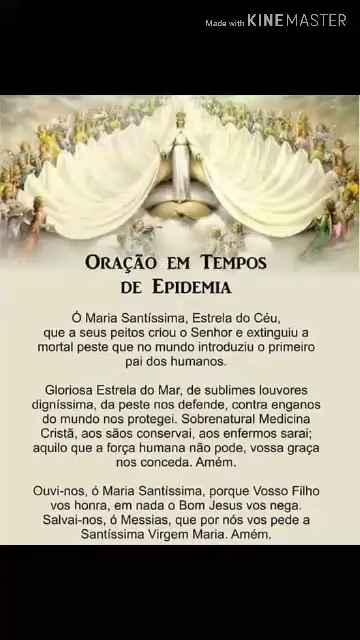 Made with KINEMASTER
ORAÇÃO EM TEMPOS
DE EPIDEMIA
Ó Maria Santíssima, Estrela do Céu,
que a seus peitos criou o Senhor e extinguiu a
mortal peste que no mundo introduziu o primeiro
pai dos humanos.
Gloriosa Estrela do Mar, de sublimes louvores
digníssima, da peste nos defende, contra enganos
do mundo nos protegei. Sobrenatural Medicina
Cristã, aos sãos conservai, aos enfermos sarai;
aquilo que a força humana não pode, vossa graça
nos conceda. Amém.
Ouvi-nos, ó Maria Santíssima, porque Vosso Filho
vos honra, em nada o Bom Jesus vos nega.
Salvai-nos, ó Messias, que por nós vos pede a
Santíssima Virgem Maria. Amém.